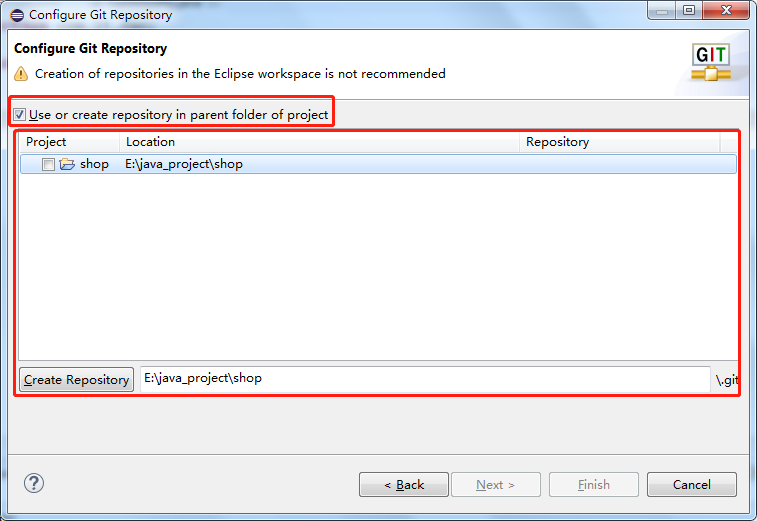 Configure Git Repository
Configure Git Repository
Creation of repositories in the Eclipse workspace is not recommended
GIT
Use or create repository in parent folder of project
Project Location Repository
shop E:\java_project\shop
Create Repository E:\java_project\shop \.git
? < Back Next > Finish Cancel